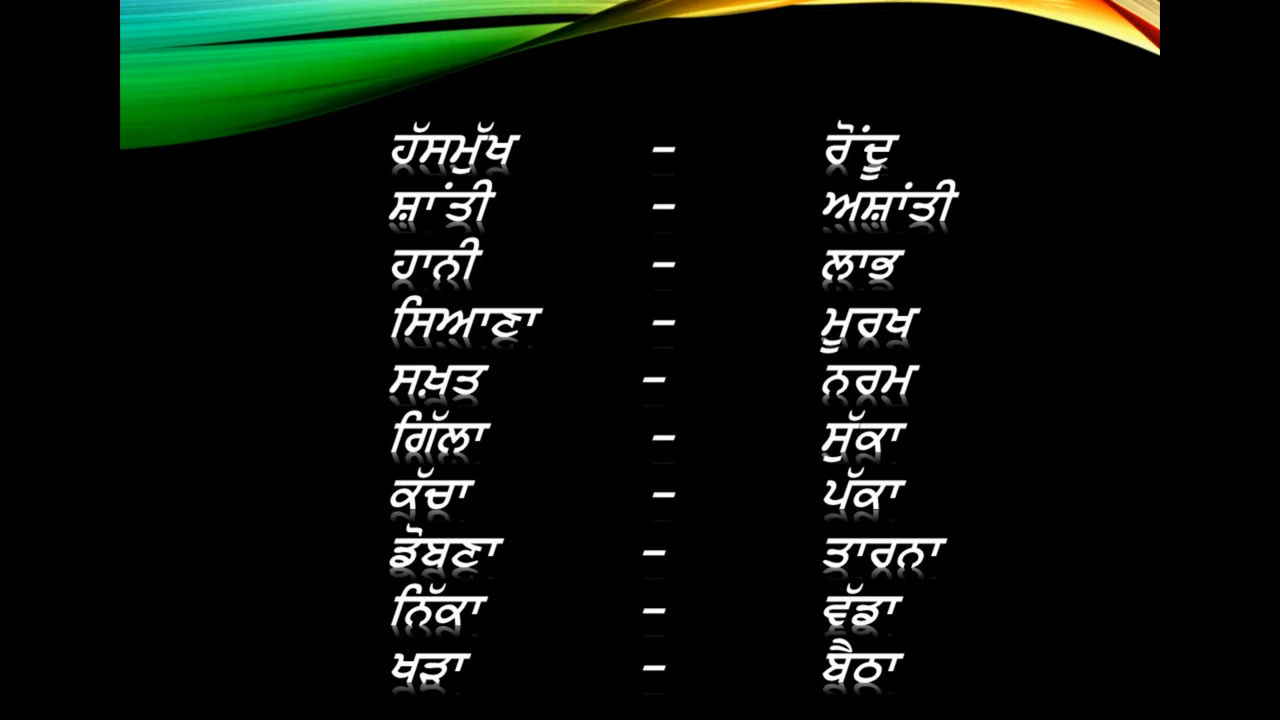 ਹੱਸਮੁੱਖ - ਰੋਂਦੂ
ਸ਼ਾਂਤੀ - ਅਸ਼ਾਂਤੀ
ਹਾਨੀ - ਲਾਭ
ਸਿਆਣਾ - ਮੂਰਖ
ਸਖ਼ਤ - ਨਰਮ
ਗਿੱਲਾ - ਸੁੱਕਾ
ਕੱਚਾ - ਪੱਕਾ
ਡੋਬਣਾ - ਤਾਰਨਾ
ਨਿੱਕਾ - ਵੱਡਾ
ਖੜਾ - ਬੈਠਾ